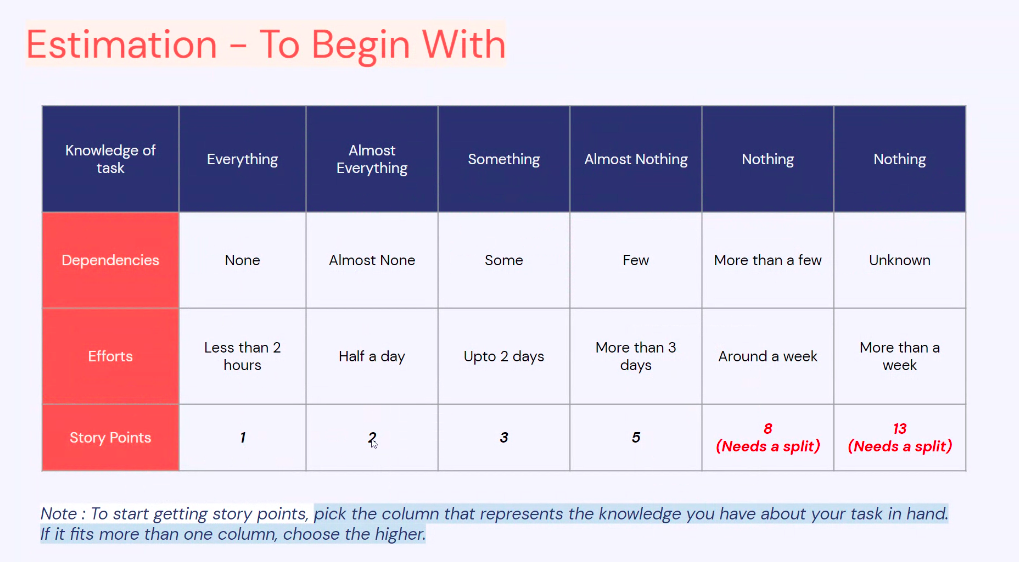 Estimation - To Begin With
Knowledge of
task
Everything
Almost
Everything
Something
Almost Nothing
Nothing
Nothing
Dependencies
None
Almost None
Some
Few
More than a few
Unknown
Efforts
Less than 2
hours
Half a day
Upto 2 days
More than 3
days
Around a week
More than a
week
Story Points
1
2
3
5
8
(Needs a split)
13
(Needs a split)
Note : To start getting story points, pick the column that represents the knowledge you have about your task in hand.
If it fits more than one column, choose the higher.